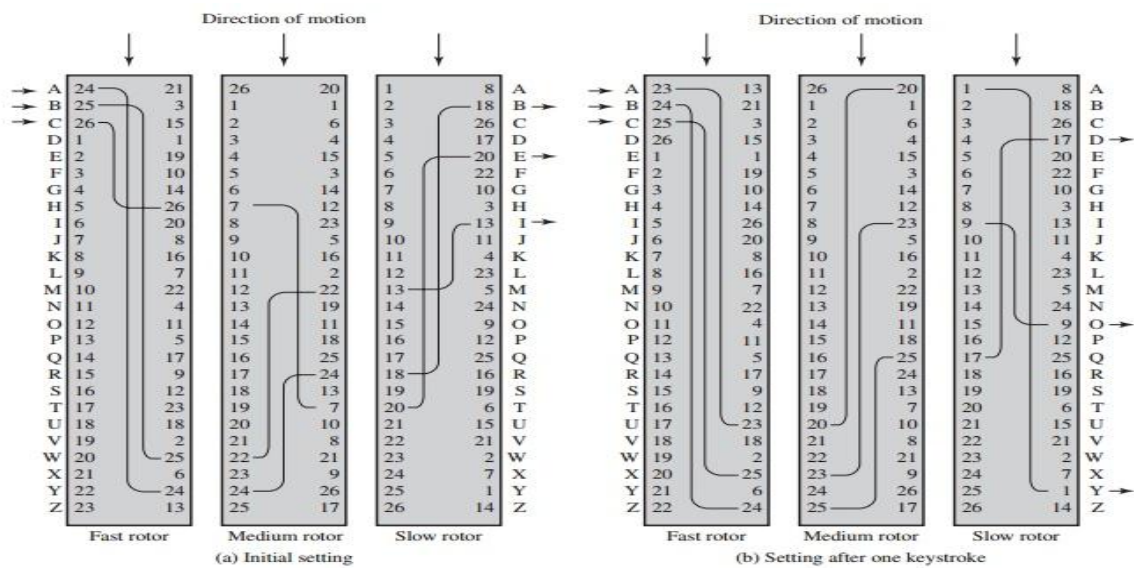 Direction of motion Direction of motion
A 24 21 26 20 1 8 A A 23 13 26 20 1 8 A
B 25 3 1 1 2 18 B B 24 21 1 1 2 18 B
C 26 15 2 6 3 26 C C 25 3 2 6 3 26 C
D 1 1 3 4 4 17 D D 26 15 3 4 4 17 D
E 2 19 4 15 5 20 E E 1 1 4 15 5 20 E
F 3 10 5 3 6 22 F F 2 19 5 3 6 22 F
G 4 14 6 14 7 10 G G 3 10 6 14 7 10 G
H 5 26 7 12 8 3 H H 4 14 7 12 8 3 H
I 6 20 8 23 9 13 I I 5 26 8 23 9 13 I
J 7 8 9 5 10 11 J J 6 20 9 5 10 11 J
K 8 16 10 16 11 4 K K 7 8 10 16 11 4 K
L 9 7 11 2 12 23 L L 8 16 11 2 12 23 L
M 10 22 12 22 13 5 M M 9 7 12 22 13 5 M
N 11 4 13 19 14 24 N N 10 22 13 19 14 24 N
O 12 11 14 11 15 9 O O 11 4 14 11 15 9 O
P 13 5 15 18 16 12 P P 12 11 15 18 16 12 P
Q 14 17 16 25 17 25 Q Q 13 5 16 25 17 25 Q
R 15 9 17 24 18 16 R R 14 17 17 24 18 16 R
S 16 12 18 13 19 19 S S 15 9 18 13 19 19 S
T 17 23 19 7 20 6 T T 16 12 19 7 20 6 T
U 18 18 20 10 21 15 U U 17 23 20 10 21 15 U
V 19 2 21 8 22 21 V V 18 18 21 8 22 21 V
W 20 25 22 21 23 2 W W 19 2 22 21 23 2 W
X 21 6 23 9 24 7 X X 20 25 23 9 24 7 X
Y 22 24 24 26 25 1 Y Y 21 6 24 26 25 1 Y
Z 23 13 25 17 26 14 Z Z 22 24 25 17 26 14 Z
Fast rotor Medium rotor Slow rotor Fast rotor Medium rotor Slow rotor
(a) Initial setting (b) Setting after one keystroke